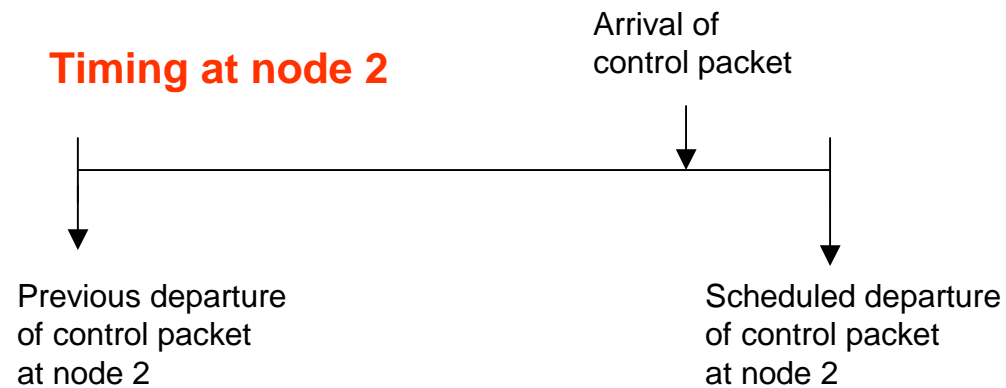 Timing at node 2
Arrival of
control packet
Previous departure
of control packet
at node 2
Scheduled departure
of control packet
at node 2